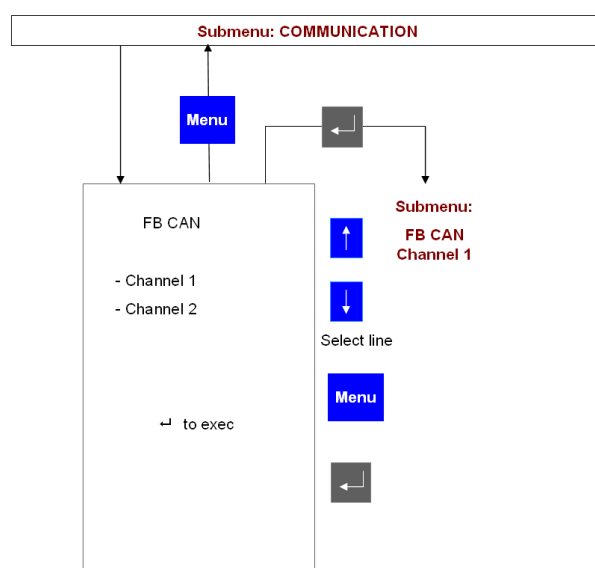 Submenu: COMMUNICATION
Menu
Submenu:
FB CAN
Channel 1
FB CAN
- Channel 1
- Channel 2
Select line
Menu
↵ to exec